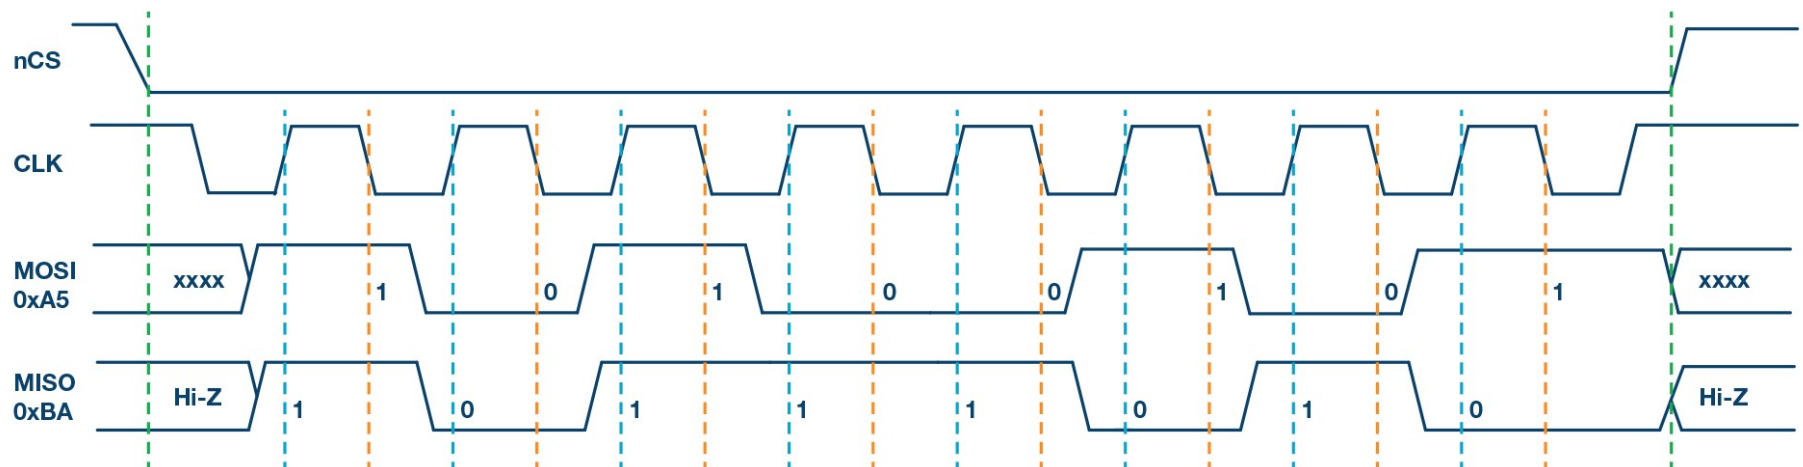 nCS
CLK
MOSI
0xA5
xxxx 1 0 1 0 0 1 0 1 xxxx
MISO
0xBA
Hi-Z 1 0 1 1 1 0 1 0 Hi-Z